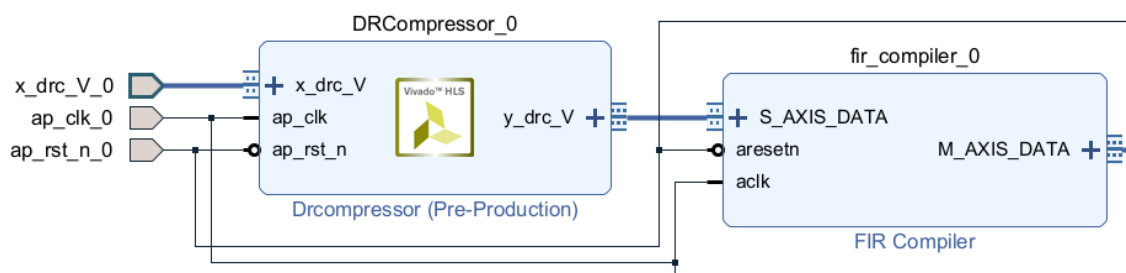 DRCompressor_0
x_drc_V_0
ap_clk_0
ap_rst_n_0
x_drc_V
ap_clk
ap_rst_n
Vivado™ HLS
y_drc_V
Drcompressor (Pre-Production)
fir_compiler_0
S_AXIS_DATA
aresetn
aclk
M_AXIS_DATA
FIR Compiler